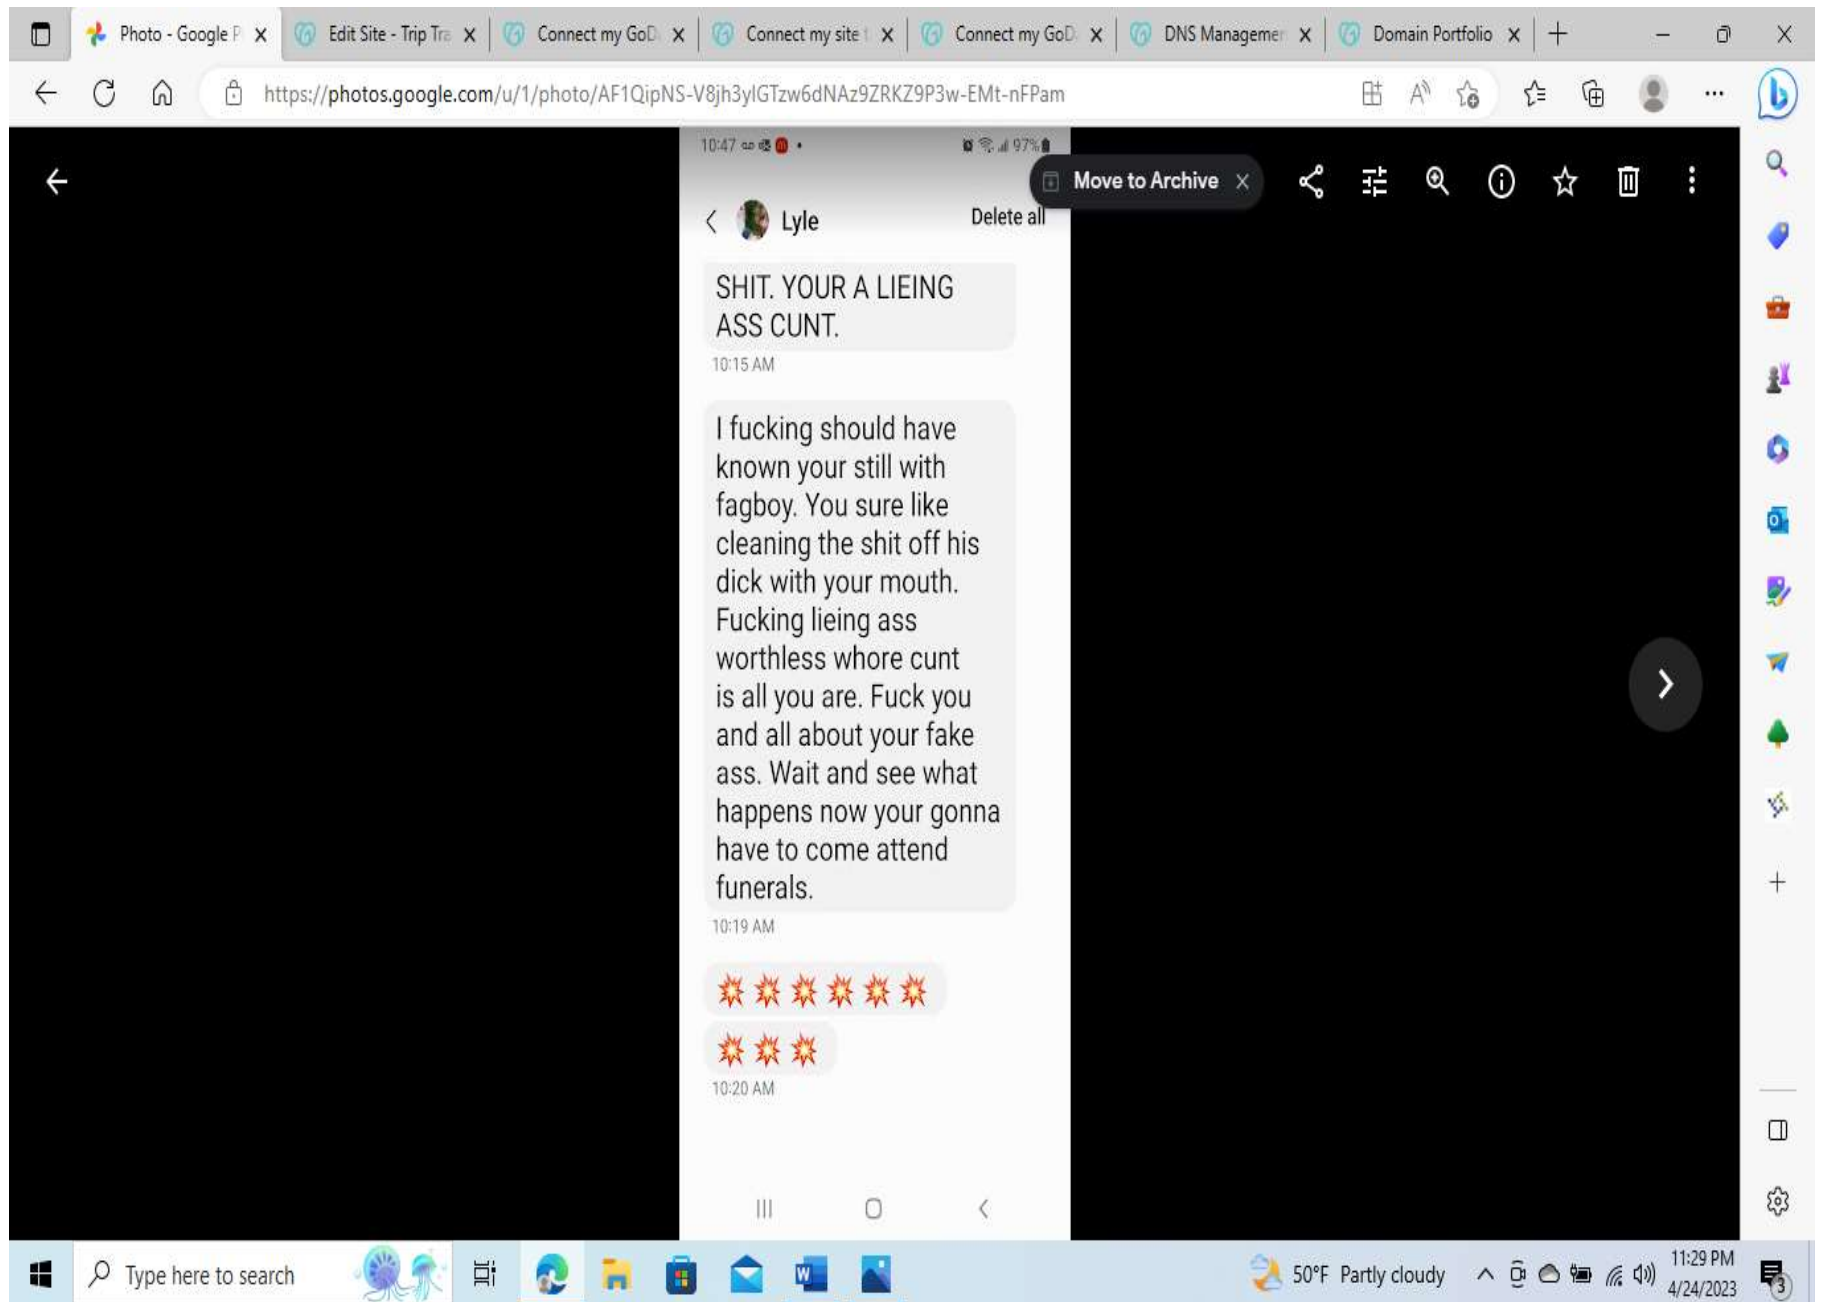 Photo - Google P
Edit Site - Trip Tra
Connect my GoD
Connect my site t
Connect my GoD
DNS Managemen
Domain Portfolio
https://photos.google.com/u/1/photo/AF1QipNS-V8jh3ylGTzw6dNAz9ZRKZ9P3w-EMt-nFPam
10:47
97%
Move to Archive
Lyle
Delete all
SHIT. YOUR A LIEING
ASS CUNT.
10:15 AM
I fucking should have
known your still with
fagboy. You sure like
cleaning the shit off his
dick with your mouth.
Fucking lieing ass
worthless whore cunt
is all you are. Fuck you
and all about your fake
ass. Wait and see what
happens now your gonna
have to come attend
funerals.
10:19 AM
💥💥💥💥💥💥
💥💥💥
10:20 AM
Type here to search
50°F Partly cloudy
11:29 PM
4/24/2023
3